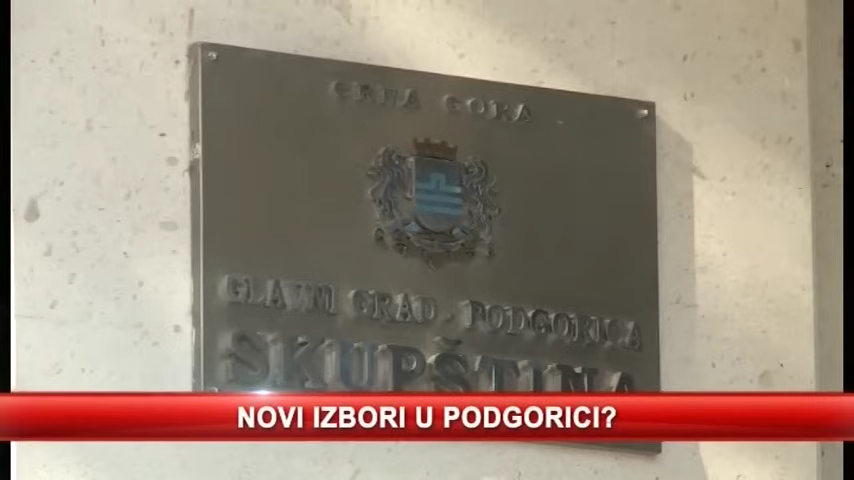 CRNA GORA
GLAVNI GRAD - PODGORICA
SKUPŠTINA
NOVI IZBORI U PODGORICI?